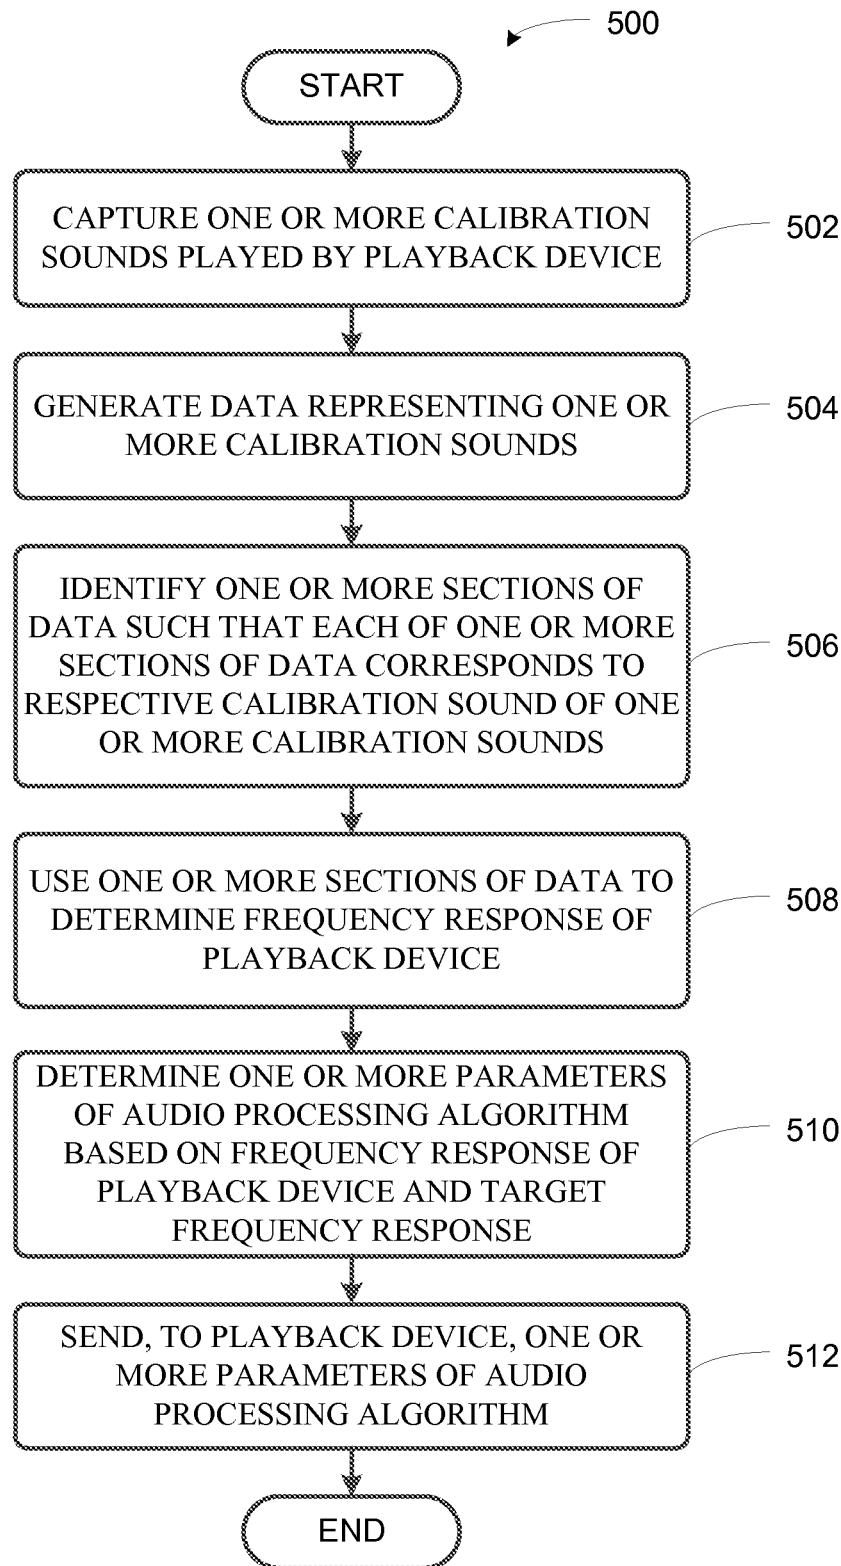 500
START
CAPTURE ONE OR MORE CALIBRATION
SOUNDS PLAYED BY PLAYBACK DEVICE
502
GENERATE DATA REPRESENTING ONE OR
MORE CALIBRATION SOUNDS
504
IDENTIFY ONE OR MORE SECTIONS OF
DATA SUCH THAT EACH OF ONE OR MORE
SECTIONS OF DATA CORRESPONDS TO
RESPECTIVE CALIBRATION SOUND OF ONE
OR MORE CALIBRATION SOUNDS
506
USE ONE OR MORE SECTIONS OF DATA TO
DETERMINE FREQUENCY RESPONSE OF
PLAYBACK DEVICE
508
DETERMINE ONE OR MORE PARAMETERS
OF AUDIO PROCESSING ALGORITHM
BASED ON FREQUENCY RESPONSE OF
PLAYBACK DEVICE AND TARGET
FREQUENCY RESPONSE
510
SEND, TO PLAYBACK DEVICE, ONE OR
MORE PARAMETERS OF AUDIO
PROCESSING ALGORITHM
512
END